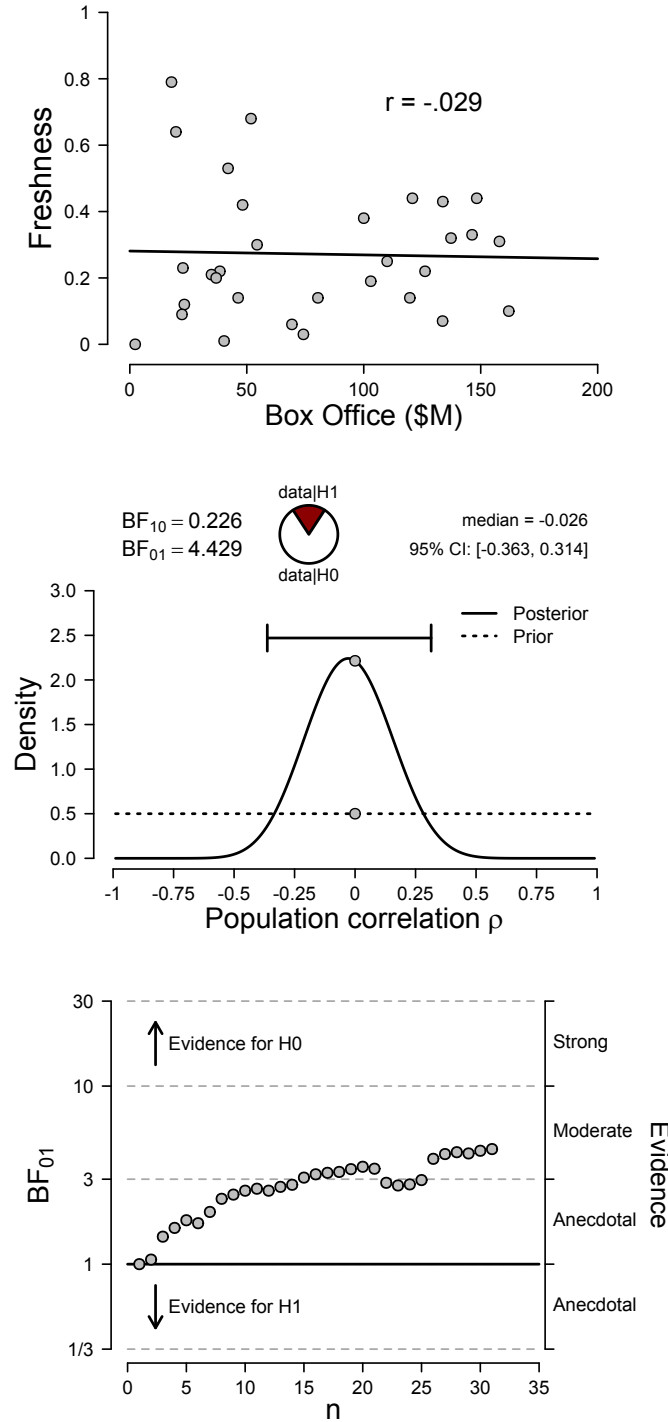 1
0.8
0.6
0.4
0.2
0
Freshness
r = -.029
0 50 100 150 200
Box Office ($M)
data|H1
BF10 = 0.226
BF01 = 4.429
data|H0
median = -0.026
95% CI: [-0.363, 0.314]
3.0
2.5
2.0
1.5
1.0
0.5
0.0
Density
Posterior
Prior
-1 -0.75 -0.5 -0.25 0 0.25 0.5 0.75 1
Population correlation ρ
30
10
3
1
1/3
BF01
Evidence for H0
Evidence for H1
Strong
Moderate
Anecdotal
Anecdotal
Evidence
0 5 10 15 20 25 30 35
n